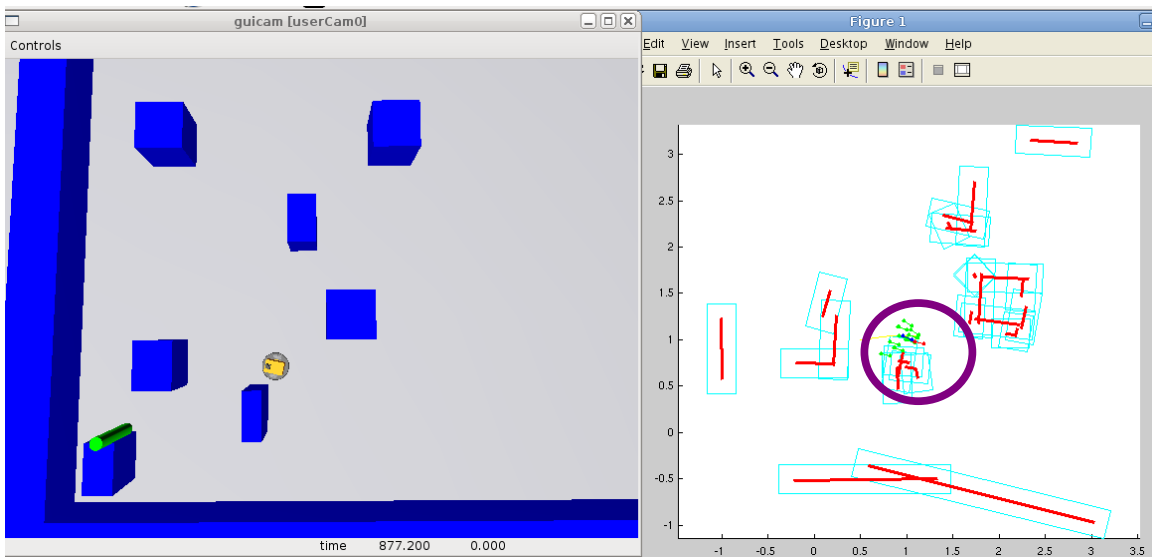 guicam [userCam0]
Controls
time 877.200 0.000
Figure 1
Edit View Insert Tools Desktop Window Help
3
2.5
2
1.5
1
0.5
0
-0.5
-1
-1 -0.5 0 0.5 1 1.5 2 2.5 3 3.5